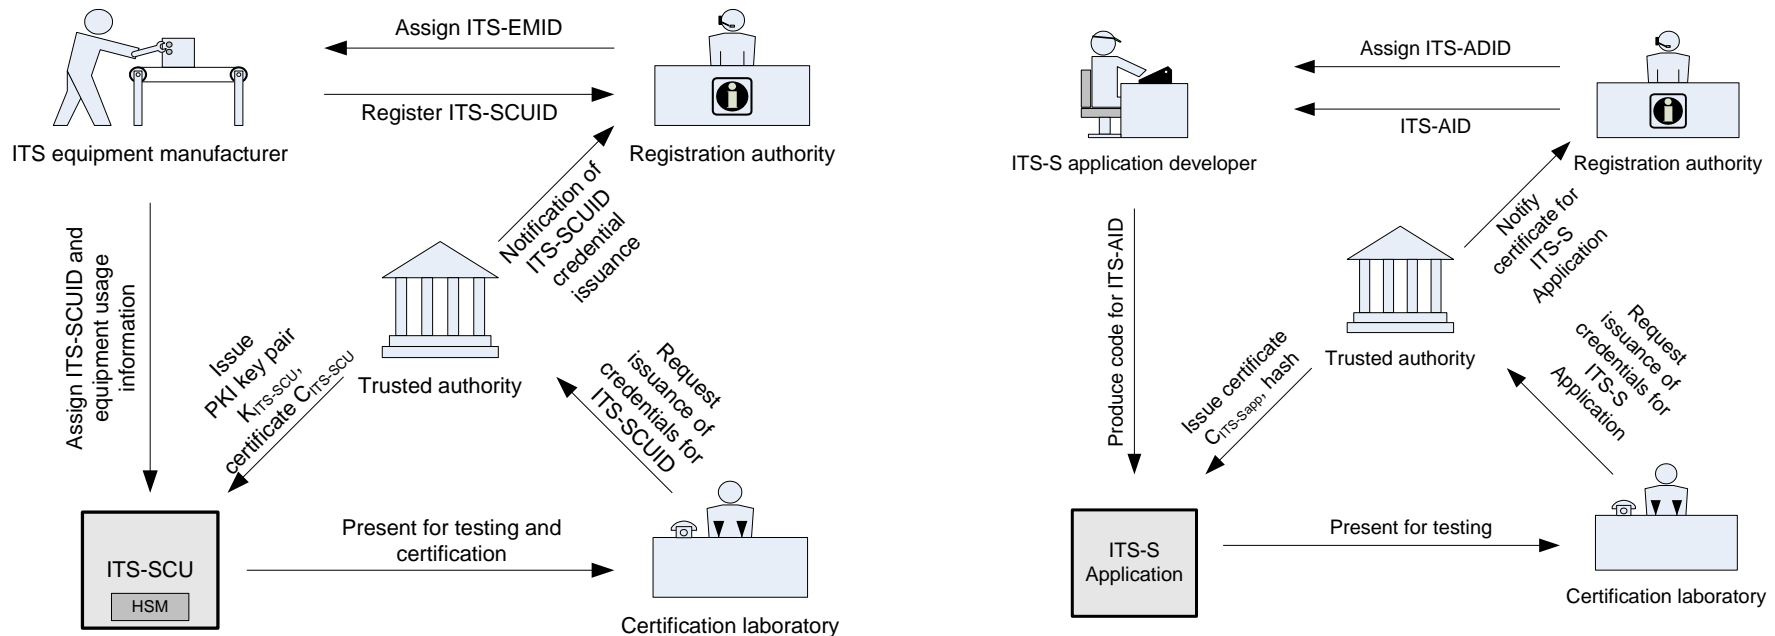 Assign ITS-EMID
Register ITS-SCUID
ITS equipment manufacturer
Registration authority
Notification of
ITS-SCUID
credential
issuance
Assign ITS-SCUID and
equipment usage
information
Issue
PKI key pair
KITS-SCU,
certificate CITS-SCU
Trusted authority
Request
issuance of
credentials for
ITS-SCUID
ITS-SCU
HSM
Present for testing and
certification
Certification laboratory
Assign ITS-ADID
ITS-AID
ITS-S application developer
Registration authority
Notify
certificate for
ITS-S
Application
Produce code for ITS-AID
Issue certificate
CITS-Sapp, hash
Trusted authority
Request
issuance of
credentials for
ITS-S
Application
ITS-S
Application
Present for testing
Certification laboratory